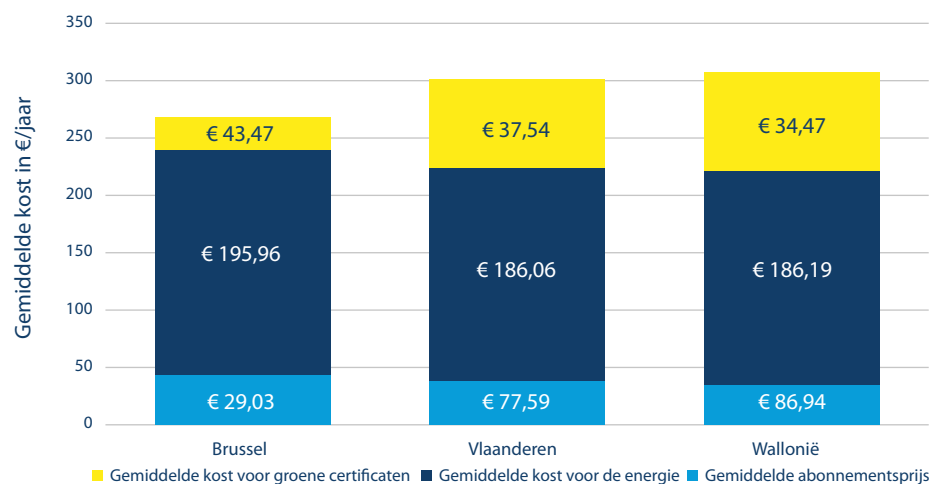 350
300
250
200
150
100
50
0
Gemiddelde kost in €/jaar
€ 43,47
€ 195,96
€ 29,03
€ 37,54
€ 186,06
€ 77,59
€ 34,47
€ 186,19
€ 86,94
Brussel
Vlaanderen
Wallonië
Gemiddelde kost voor groene certificaten
Gemiddelde kost voor de energie
Gemiddelde abonnementsprijs